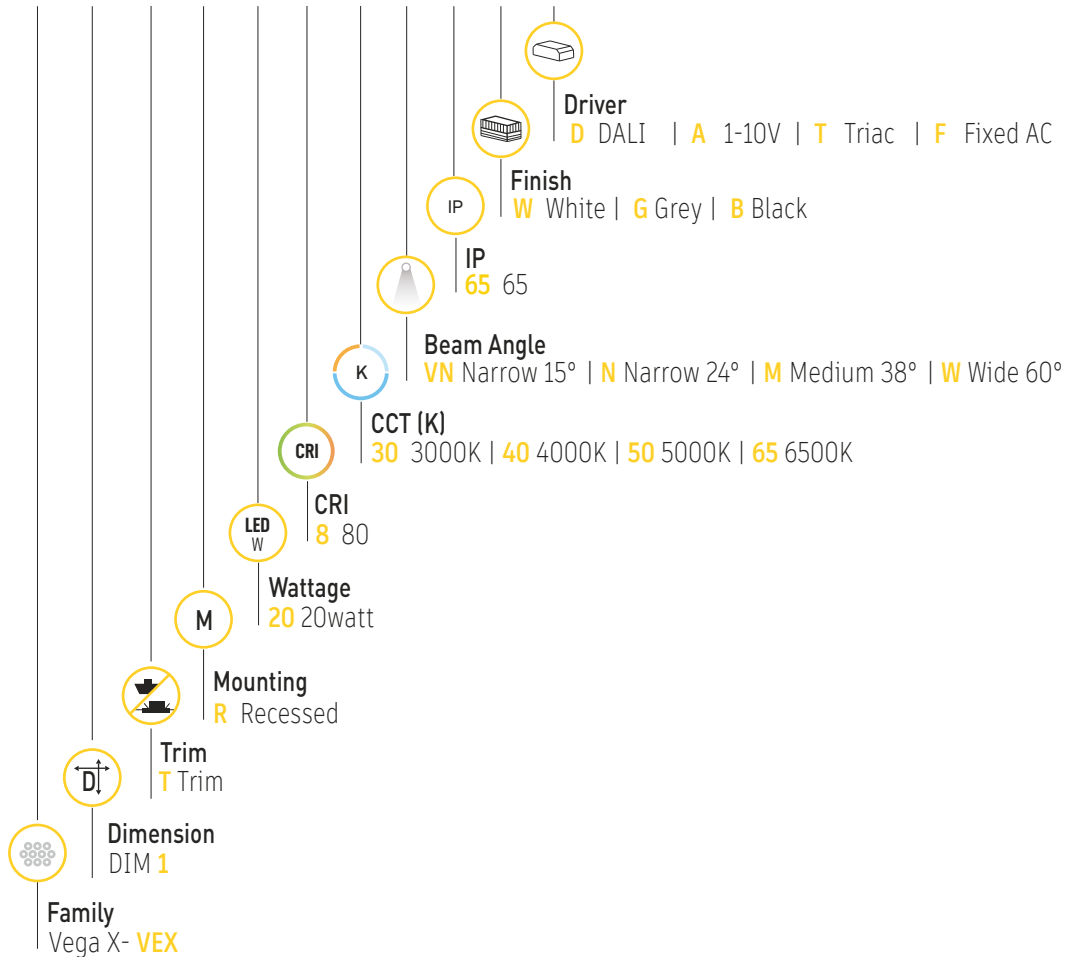 Driver
D DALI | A 1-10V | T Triac | F Fixed AC
Finish
W White | G Grey | B Black
IP
IP
65 65
Beam Angle
VN Narrow 15° | N Narrow 24° | M Medium 38° | W Wide 60°
K
CCT (K)
30 3000K | 40 4000K | 50 5000K | 65 6500K
CRI
CRI
8 80
LED
W
Wattage
20 20watt
M
Mounting
R Recessed
Trim
T Trim
D
Dimension
DIM 1
Family
Vega X- VEX